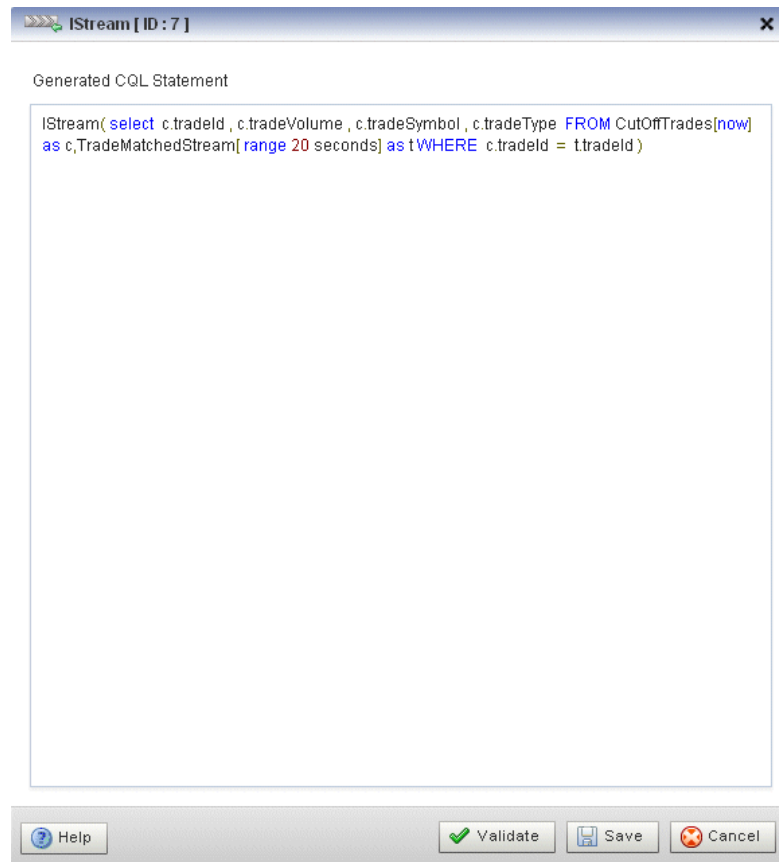 IStream [ ID : 7 ]
Generated CQL Statement
IStream( select c.tradeId , c.tradeVolume , c.tradeSymbol , c.tradeType FROM CutOffTrades[now]
as c,TradeMatchedStream[ range 20 seconds] as t WHERE c.tradeId = t.tradeId )
Help
Validate
Save
Cancel